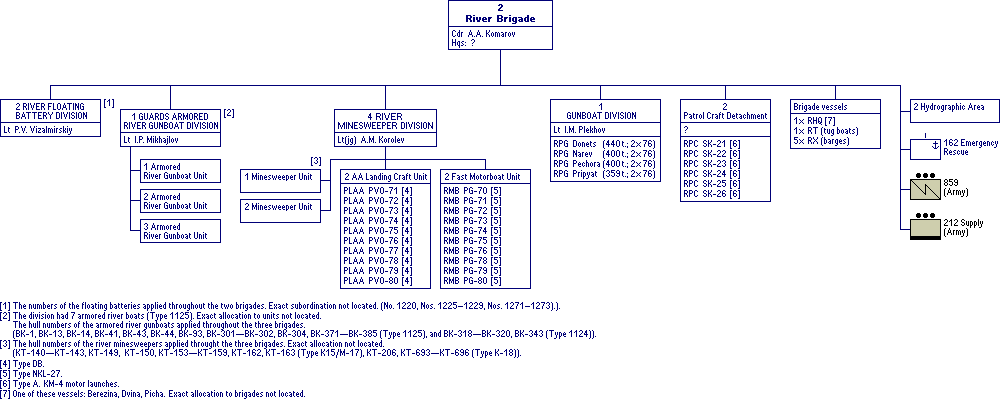 2
River Brigade
Cdr A.A. Komarov
Hqs: ?
2 RIVER FLOATING
BATTERY DIVISION
Lt P.V. Vizalmirskiy
[1]
1 GUARDS ARMORED
RIVER GUNBOAT DIVISION
Lt I.P. Mikhajlov
[2]
1 Armored
River Gunboat Unit
2 Armored
River Gunboat Unit
3 Armored
River Gunboat Unit
4 RIVER
MINESWEEPER DIVISION
Lt(jg) A.M. Korolev
[3]
1 Minesweeper Unit
2 Minesweeper Unit
2 AA Landing Craft Unit
PLAA PVO-71 [4]
PLAA PVO-72 [4]
PLAA PVO-73 [4]
PLAA PVO-74 [4]
PLAA PVO-75 [4]
PLAA PVO-76 [4]
PLAA PVO-77 [4]
PLAA PVO-78 [4]
PLAA PVO-79 [4]
PLAA PVO-80 [4]
2 Fast Motorboat Unit
RMB PG-70 [5]
RMB PG-71 [5]
RMB PG-72 [5]
RMB PG-73 [5]
RMB PG-74 [5]
RMB PG-75 [5]
RMB PG-76 [5]
RMB PG-78 [5]
RMB PG-79 [5]
RMB PG-80 [5]
1
GUNBOAT DIVISION
Lt I.M. Plekhov
RPG Donets (440t.; 2×76)
RPG Narev (400t.; 2×76)
RPG Pechora (400t.; 2×76)
RPG Pripyat (359t.; 2×76)
2
Patrol Craft Detachment
?
RPC SK-21 [6]
RPC SK-22 [6]
RPC SK-23 [6]
RPC SK-24 [6]
RPC SK-25 [6]
RPC SK-26 [6]
Brigade vessels
1x RHQ [7]
1x RT (tug boats)
5x RX (barges)
2 Hydrographic Area
162 Emergency
Rescue
859
(Army)
212 Supply
(Army)
[1] The numbers of the floating batteries applied throughout the two brigades. Exact subordination not located. (No. 1220, Nos. 1225—1229, Nos. 1271—1273).).
[2] The division had 7 armored river boats (Type 1125). Exact allocation to units not located.
The hull numbers of the armored river gunboats applied throughout the three brigades.
(BK-1, BK-13, BK-14, BK-41, BK-43, BK-44, BK-93, BK-301—BK-302, BK-304, BK-371—BK-385 (Type 1125), and BK-318—BK-320, BK-343 (Type 1124)).
[3] The hull numbers of the river minesweepers applied throught the three brigades. Exact allocation not located.
(KT-140—KT-143, KT-149, KT-150, KT-153—KT-159, KT-162, KT-163 (Type K15/M-17), KT-206, KT-693—KT-696 (Type K-18)).
[4] Type DB.
[5] Type NKL-27.
[6] Type A. KM-4 motor launches.
[7] One of these vessels: Berezina, Dvina, Picha. Exact allocation to brigades not located.